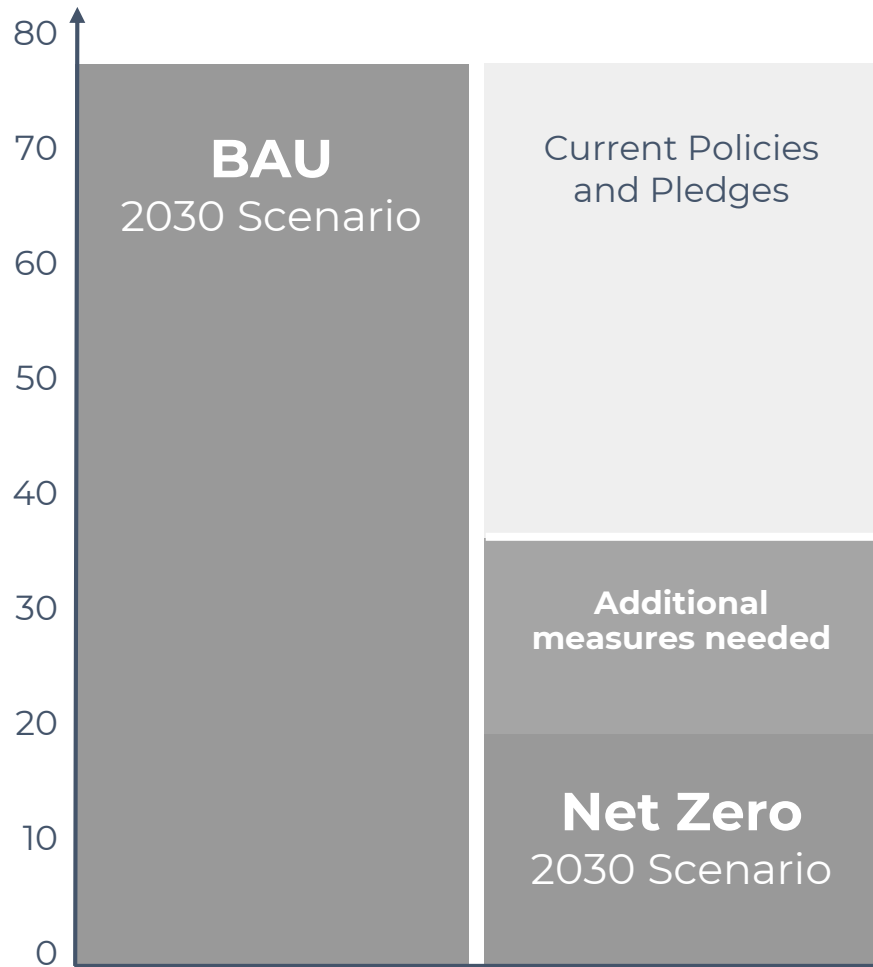 80
70
60
50
40
30
20
10
0
BAU
2030 Scenario
Current Policies
and Pledges
Additional
measures needed
Net Zero
2030 Scenario